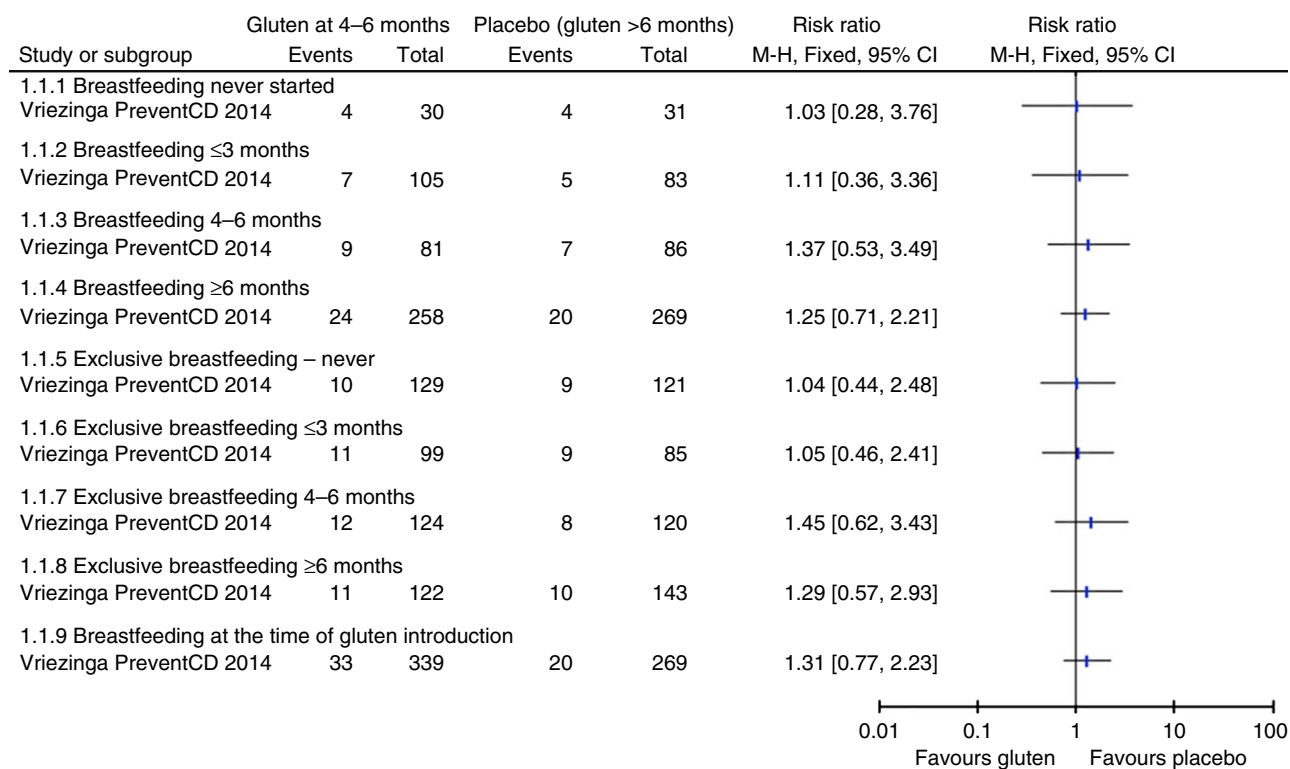 Gluten at 4–6 months Placebo (gluten >6 months) Risk ratio Risk ratio
Study or subgroup Events Total Events Total M-H, Fixed, 95% CI M-H, Fixed, 95% CI
1.1.1 Breastfeeding never started
Vriezinga PreventCD 2014 4 30 4 31 1.03 [0.28, 3.76]
1.1.2 Breastfeeding ≤3 months
Vriezinga PreventCD 2014 7 105 5 83 1.11 [0.36, 3.36]
1.1.3 Breastfeeding 4–6 months
Vriezinga PreventCD 2014 9 81 7 86 1.37 [0.53, 3.49]
1.1.4 Breastfeeding ≥6 months
Vriezinga PreventCD 2014 24 258 20 269 1.25 [0.71, 2.21]
1.1.5 Exclusive breastfeeding – never
Vriezinga PreventCD 2014 10 129 9 121 1.04 [0.44, 2.48]
1.1.6 Exclusive breastfeeding ≤3 months
Vriezinga PreventCD 2014 11 99 9 85 1.05 [0.46, 2.41]
1.1.7 Exclusive breastfeeding 4–6 months
Vriezinga PreventCD 2014 12 124 8 120 1.45 [0.62, 3.43]
1.1.8 Exclusive breastfeeding ≥6 months
Vriezinga PreventCD 2014 11 122 10 143 1.29 [0.57, 2.93]
1.1.9 Breastfeeding at the time of gluten introduction
Vriezinga PreventCD 2014 33 339 20 269 1.31 [0.77, 2.23]
0.01 0.1 1 10 100
Favours gluten Favours placebo